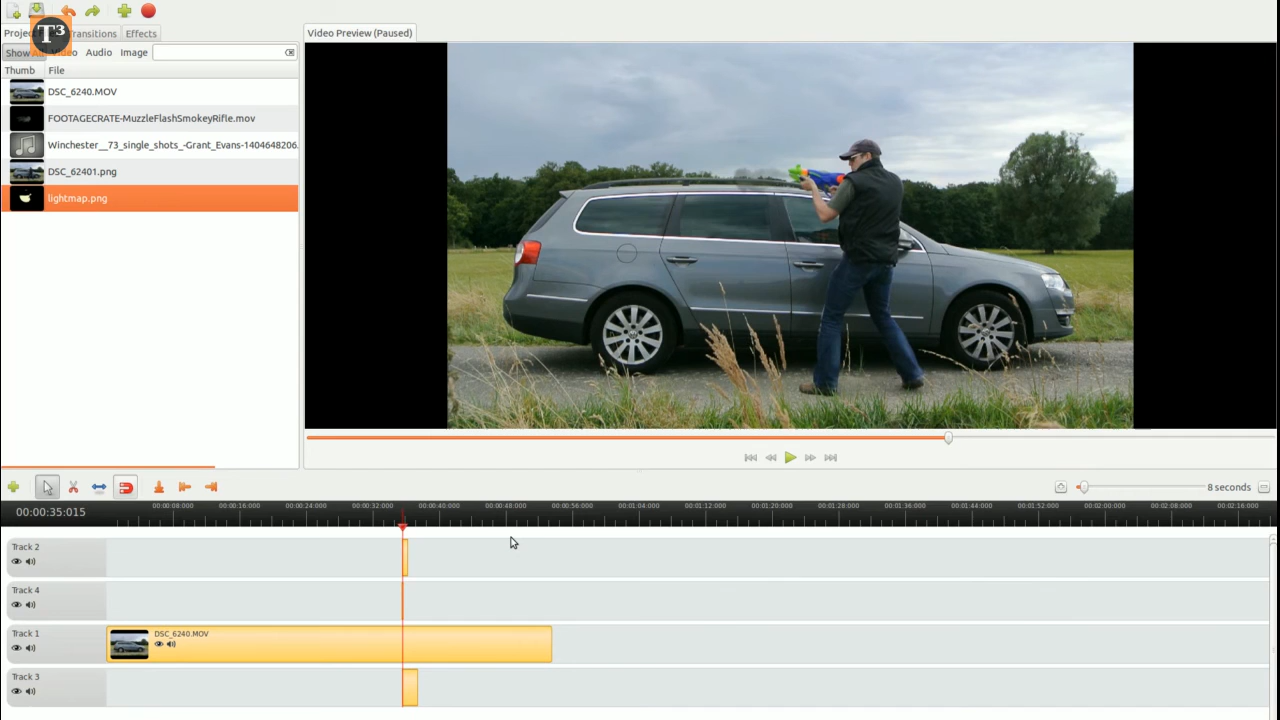 T³
Project Files Transitions Effects
Show All Video Audio Image
Thumb File
DSC_6240.MOV
FOOTAGECRATE-MuzzleFlashSmokeyRifle.mov
Winchester__73_single_shots_-Grant_Evans-1404648206.
DSC_62401.png
lightmap.png
Video Preview (Paused)
8 seconds
00:00:35:015
00:00:08:000 00:00:16:000 00:00:24:000 00:00:32:000 00:00:40:000 00:00:48:000 00:00:56:000 00:01:04:000 00:01:12:000 00:01:20:000 00:01:28:000 00:01:36:000 00:01:44:000 00:01:52:000 00:02:00:000 00:02:08:000 00:02:16:000
Track 2
Track 4
Track 1
DSC_6240.MOV
Track 3